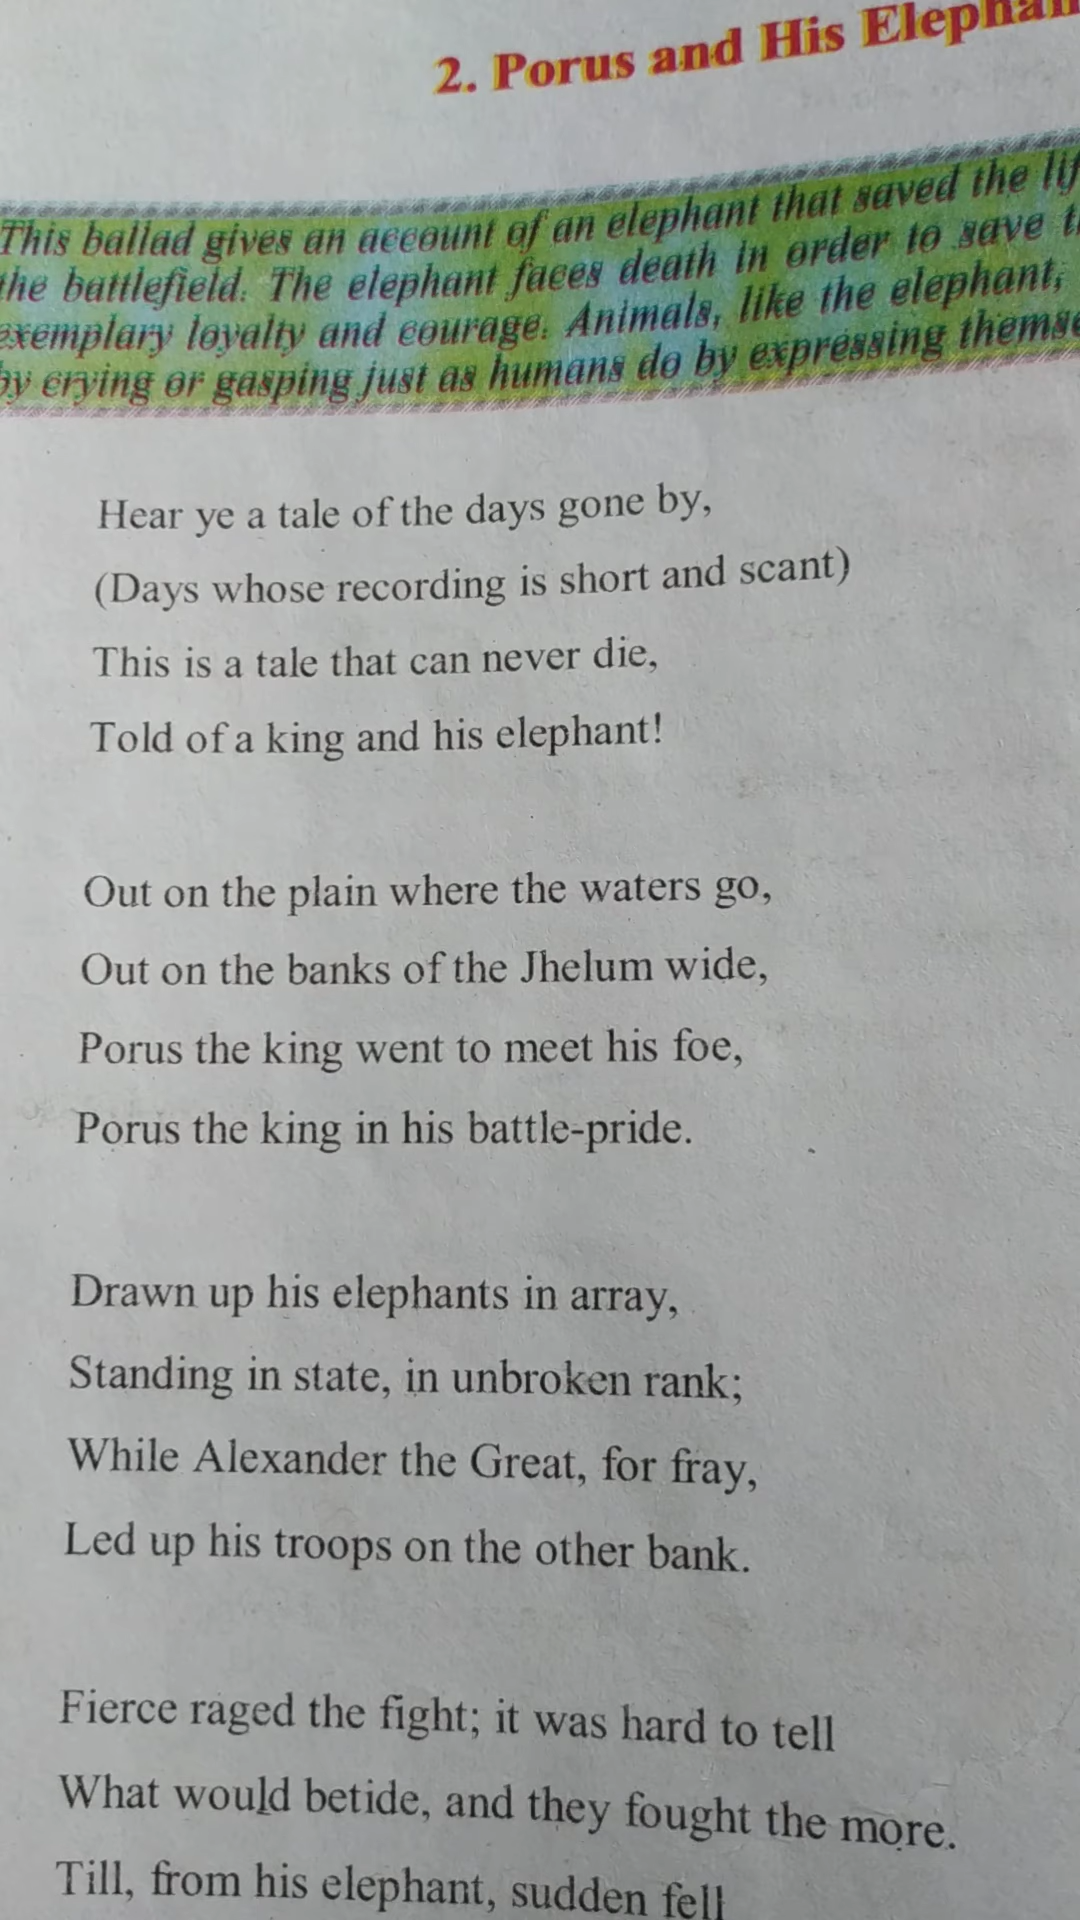 2. Porus and His
This ballad gives an account of an elephant that saved the
the battlefield. The elephant faces death in order to save
exemplary loyalty and courage. Animals, like the elephant,
by crying or gasping just as humans do by expressing
Hear ye a tale of the days gone by,
(Days whose recording is short and scant)
This is a tale that can never die,
Told of a king and his elephant!
Out on the plain where the waters go,
Out on the banks of the Jhelum wide,
Porus the king went to meet his foe,
Porus the king in his battle-pride.
Drawn up his elephants in array,
Standing in state, in unbroken rank;
While Alexander the Great, for fray,
Led up his troops on the other bank.
Fierce raged the fight; it was hard to tell
What would betide, and they fought the more.
Till, from his elephant, sudden fell